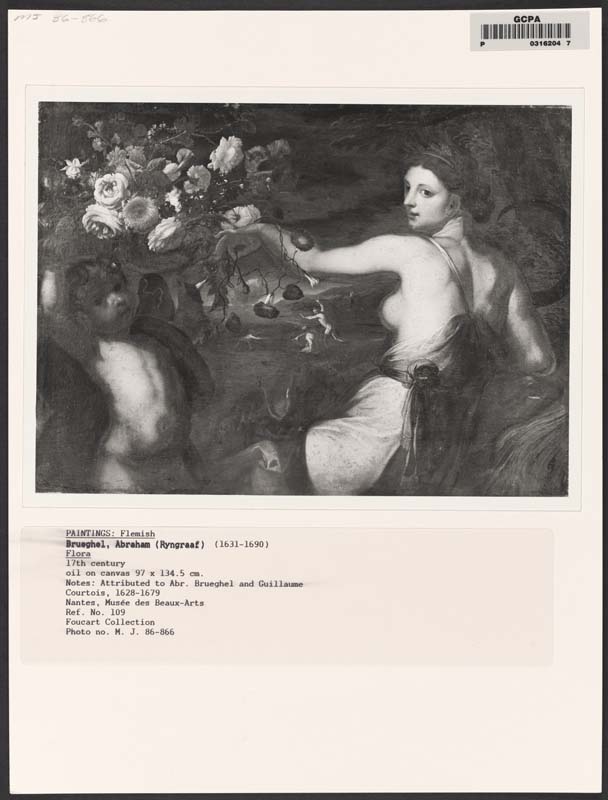 MJ 86-866
GCPA
P 0316204 7
PAINTINGS: Flemish
Brueghel, Abraham (Ryngraaf) (1631-1690)
Flora
17th century
oil on canvas 97 x 134.5 cm.
Notes: Attributed to Abr. Brueghel and Guillaume
Courtois, 1628-1679
Nantes, Musée des Beaux-Arts
Ref. No. 109
Foucart Collection
Photo no. M. J. 86-866